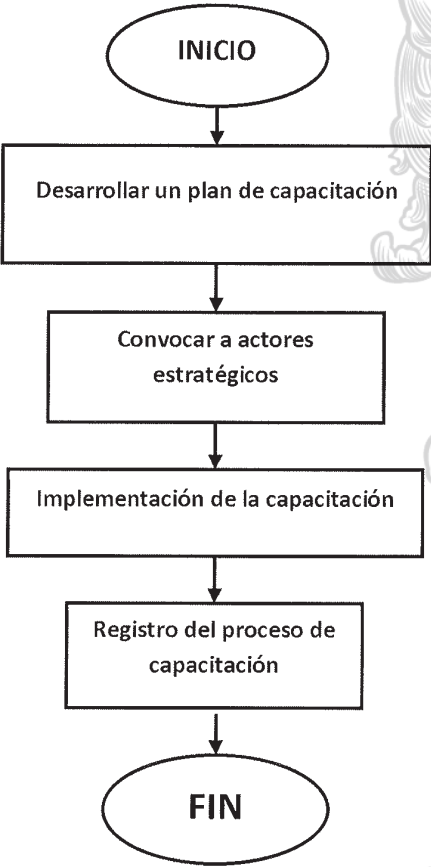 INICIO
Desarrollar un plan de capacitación
Convocar a actores
estratégicos
Implementación de la capacitación
Registro del proceso de
capacitación
FIN